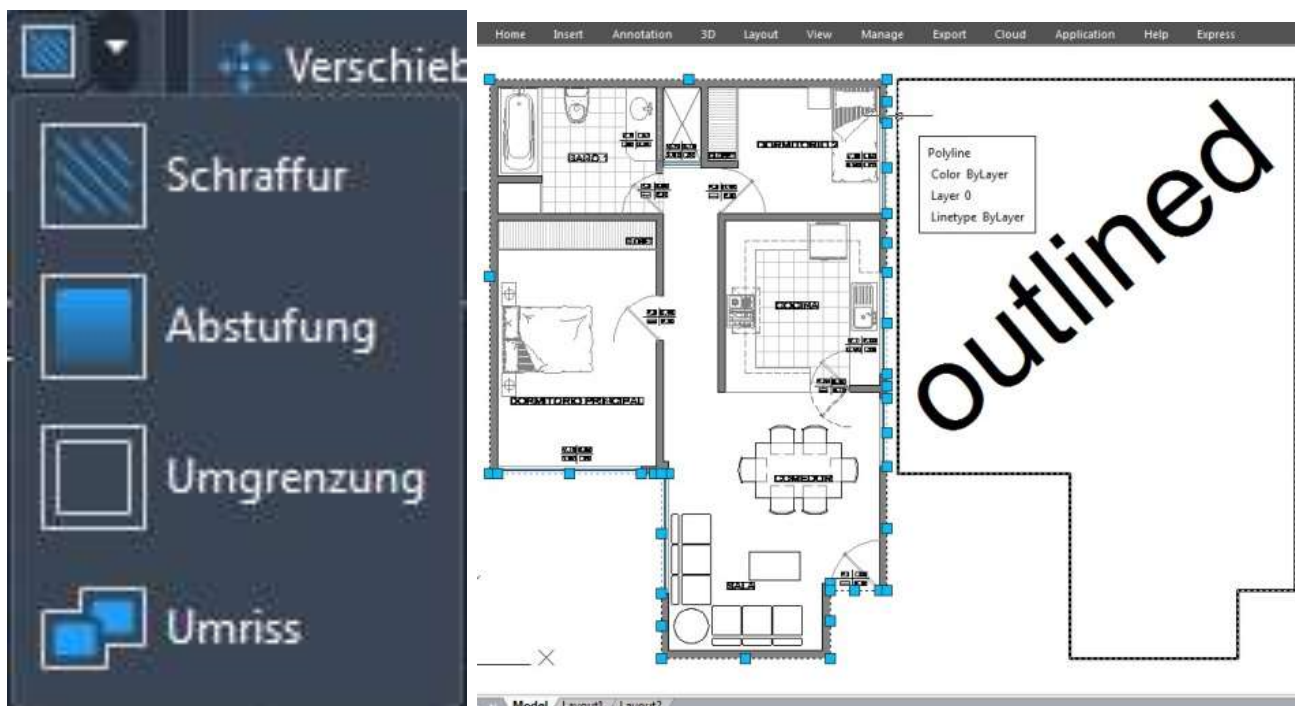 Verschieb
Schraffur
Abstufung
Umgrenzung
Umriss
Home Insert Annotation 3D Layout View Manage Export Cloud Application Help Express
BAÑO 1
DORMITORIO 2
Polyline
Color ByLayer
Layer 0
Linetype ByLayer
outlined
COCINA
DORMITORIO PRINCIPAL
COMEDOR
SALA
Model Layout1 Layout2